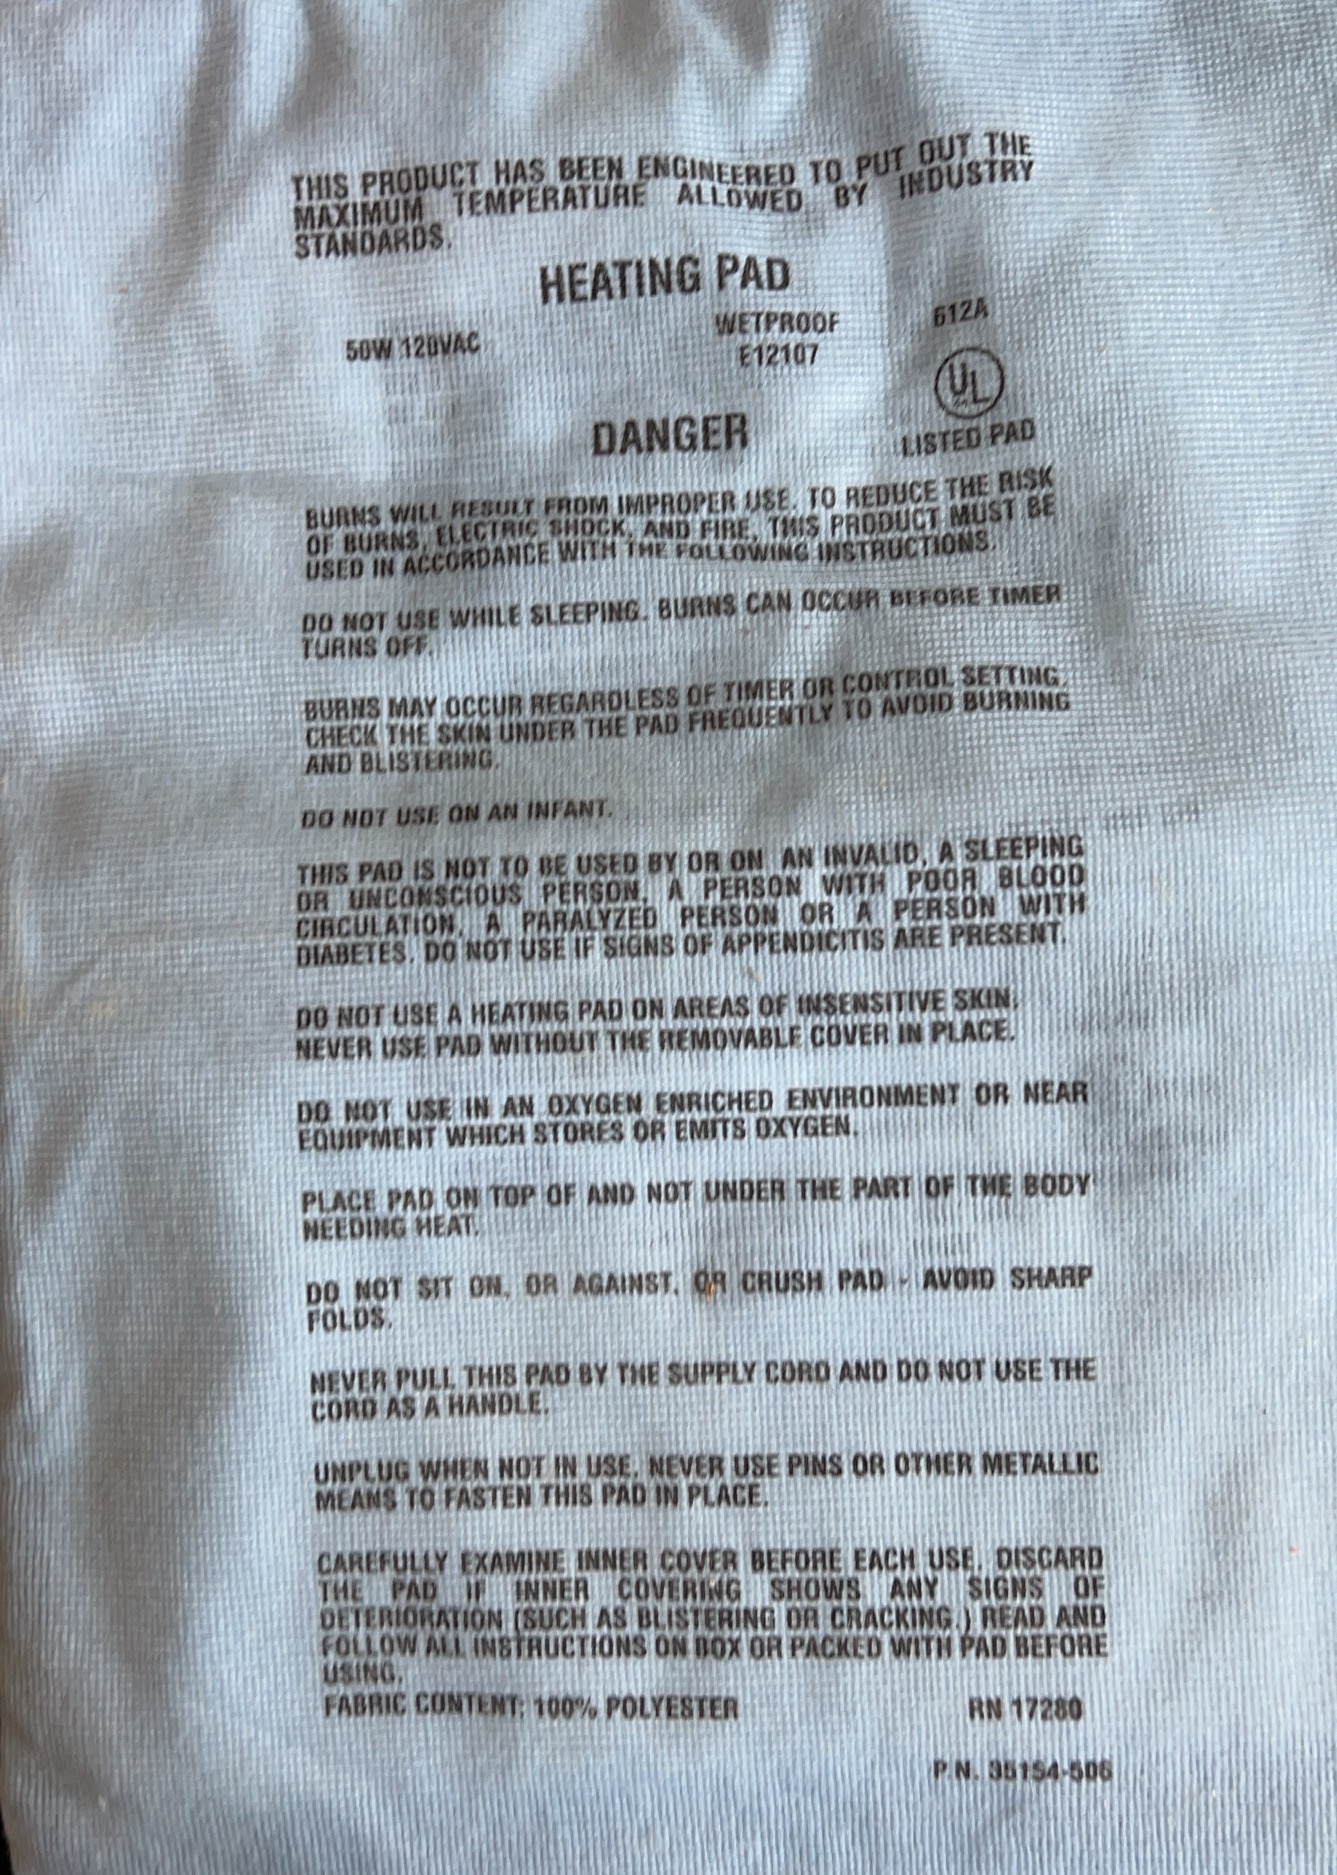 THIS PRODUCT HAS BEEN ENGINEERED TO PUT OUT THE
MAXIMUM TEMPERATURE ALLOWED BY INDUSTRY
STANDARDS.
HEATING PAD
50W 120VAC
WETPROOF
E12107
612A
UL
LISTED PAD
DANGER
BURNS WILL RESULT FROM IMPROPER USE. TO REDUCE THE RISK
OF BURNS, ELECTRIC SHOCK, AND FIRE, THIS PRODUCT MUST BE
USED IN ACCORDANCE WITH THE FOLLOWING INSTRUCTIONS.
DO NOT USE WHILE SLEEPING. BURNS CAN OCCUR BEFORE TIMER
TURNS OFF.
BURNS MAY OCCUR REGARDLESS OF TIMER OR CONTROL SETTING,
CHECK THE SKIN UNDER THE PAD FREQUENTLY TO AVOID BURNING
AND BLISTERING.
DO NOT USE ON AN INFANT.
THIS PAD IS NOT TO BE USED BY OR ON AN INVALID, A SLEEPING
OR UNCONSCIOUS PERSON, A PERSON WITH POOR BLOOD
CIRCULATION, A PARALYZED PERSON OR A PERSON WITH
DIABETES. DO NOT USE IF SIGNS OF APPENDICITIS ARE PRESENT.
DO NOT USE A HEATING PAD ON AREAS OF INSENSITIVE SKIN.
NEVER USE PAD WITHOUT THE REMOVABLE COVER IN PLACE.
DO NOT USE IN AN OXYGEN ENRICHED ENVIRONMENT OR NEAR
EQUIPMENT WHICH STORES OR EMITS OXYGEN.
PLACE PAD ON TOP OF AND NOT UNDER THE PART OF THE BODY
NEEDING HEAT.
DO NOT SIT ON, OR AGAINST, OR CRUSH PAD - AVOID SHARP
FOLDS.
NEVER PULL THIS PAD BY THE SUPPLY CORD AND DO NOT USE THE
CORD AS A HANDLE.
UNPLUG WHEN NOT IN USE. NEVER USE PINS OR OTHER METALLIC
MEANS TO FASTEN THIS PAD IN PLACE.
CAREFULLY EXAMINE INNER COVER BEFORE EACH USE. DISCARD
THE PAD IF INNER COVERING SHOWS ANY SIGNS OF
DETERIORATION (SUCH AS BLISTERING OR CRACKING.) READ AND
FOLLOW ALL INSTRUCTIONS ON BOX OR PACKED WITH PAD BEFORE
USING.
FABRIC CONTENT: 100% POLYESTER
RN 17280
P.N. 35154-506